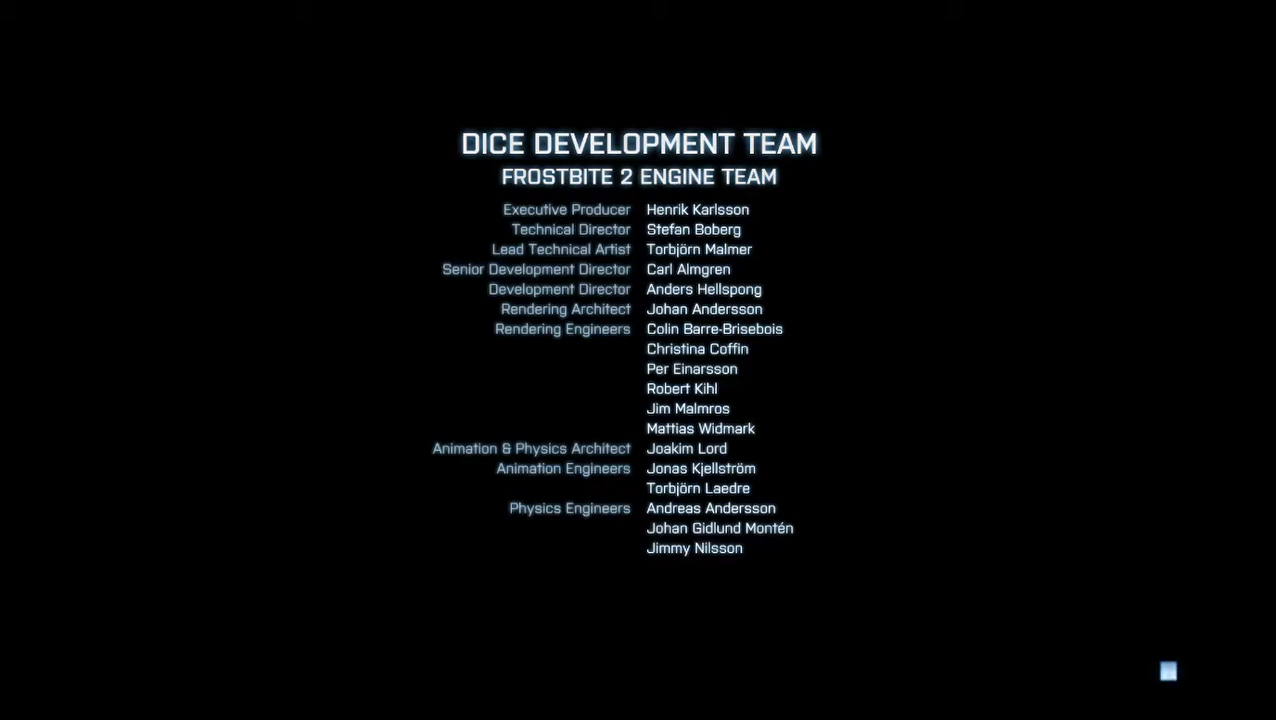 DICE DEVELOPMENT TEAM
FROSTBITE 2 ENGINE TEAM
Executive Producer Henrik Karlsson
Technical Director Stefan Boberg
Lead Technical Artist Torbjörn Malmer
Senior Development Director Carl Almgren
Development Director Anders Hellspong
Rendering Architect Johan Andersson
Rendering Engineers Colin Barre-Brisebois
Christina Coffin
Per Einarsson
Robert Kihl
Jim Malmros
Mattias Widmark
Animation & Physics Architect Joakim Lord
Animation Engineers Jonas Kjellström
Torbjörn Laedre
Physics Engineers Andreas Andersson
Johan Gidlund Montén
Jimmy Nilsson